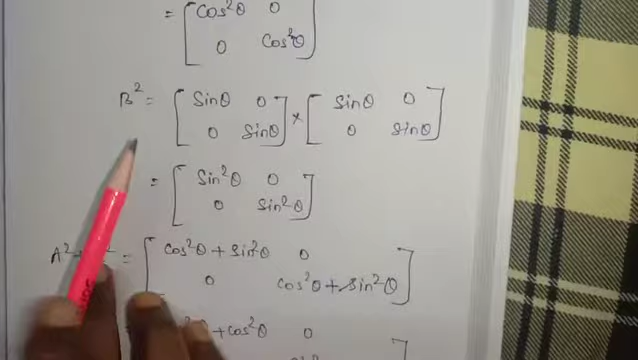 = [cos²θ 0
0 cos²θ]
B² = [sinθ 0
0 sinθ] × [sinθ 0
0 sinθ]
= [sin²θ 0
0 sin²θ]
A² = [cos²θ + sin²θ 0
0 cos²θ + sin²θ]
+ cos²θ 0